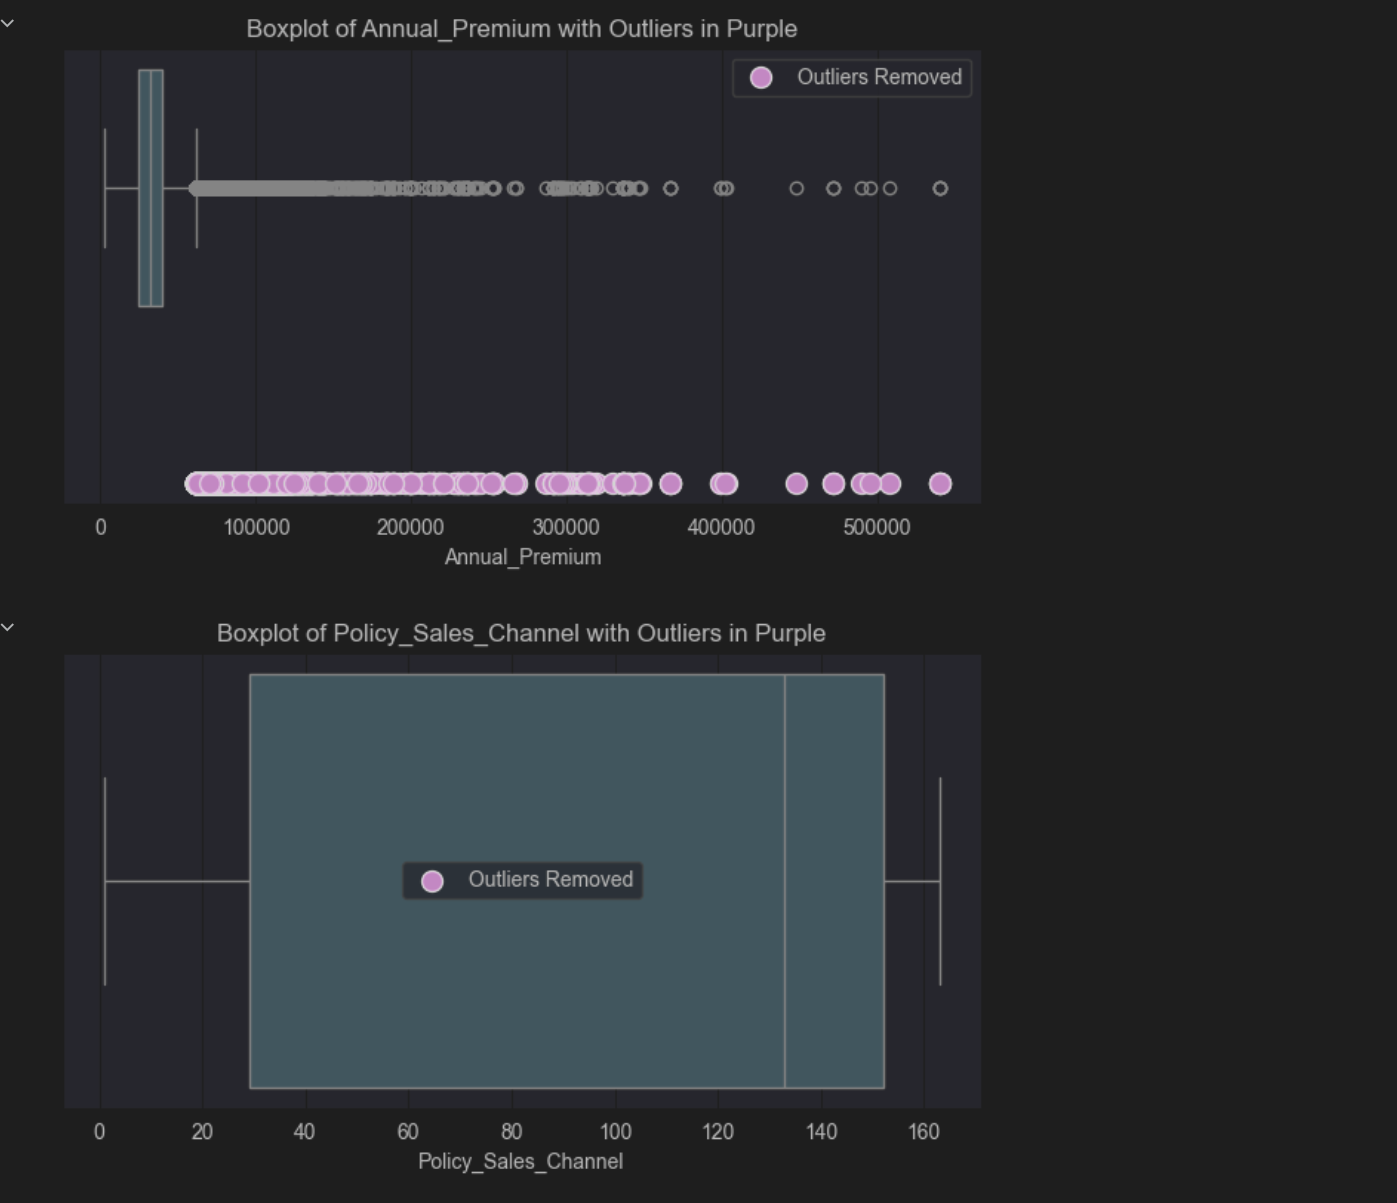 Boxplot of Annual_Premium with Outliers in Purple
Outliers Removed
0 100000 200000 300000 400000 500000
Annual_Premium
Boxplot of Policy_Sales_Channel with Outliers in Purple
Outliers Removed
0 20 40 60 80 100 120 140 160
Policy_Sales_Channel